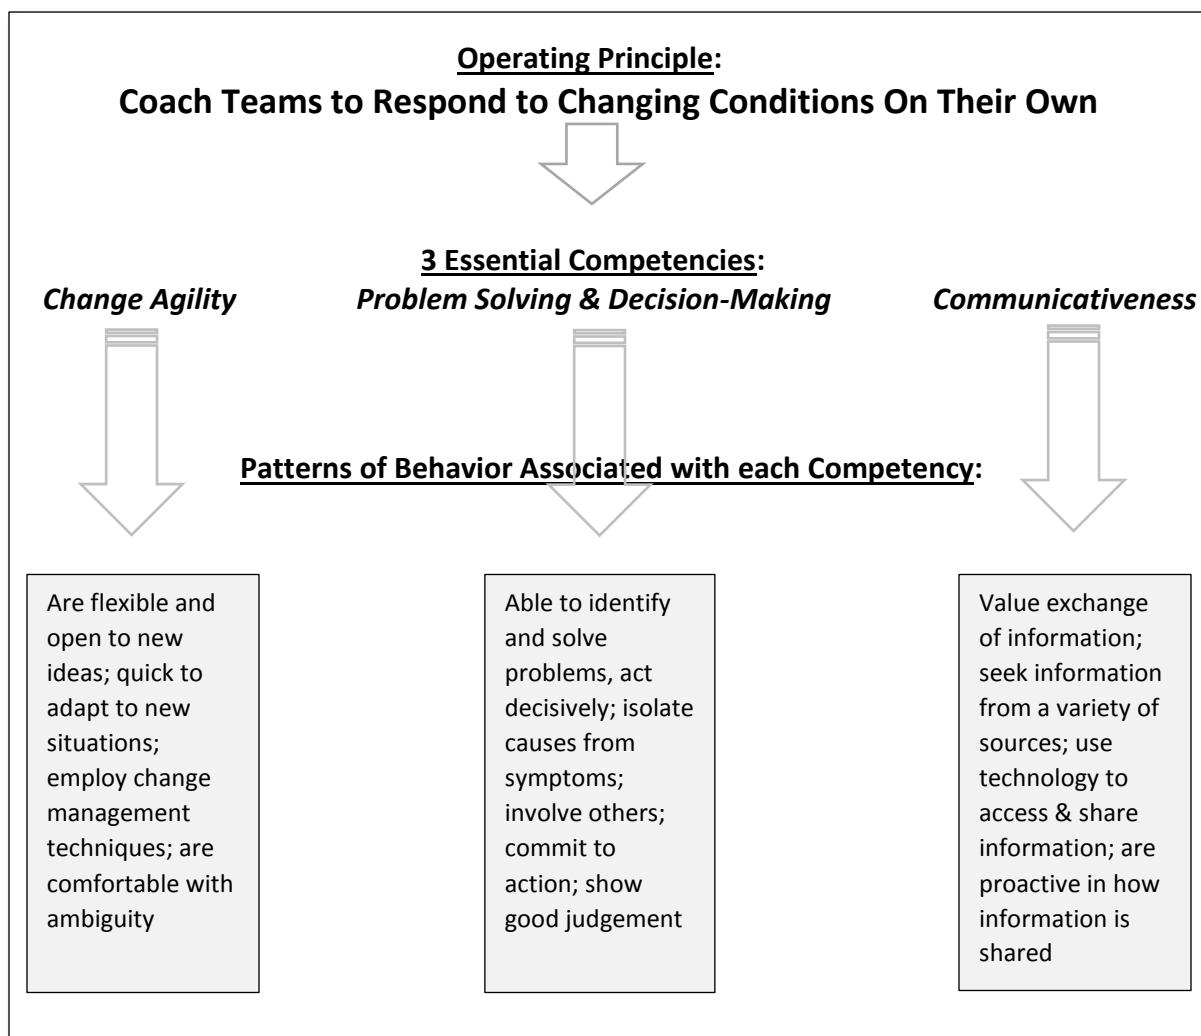 Operating Principle:
Coach Teams to Respond to Changing Conditions On Their Own
3 Essential Competencies:
Change Agility
Problem Solving & Decision-Making
Communicativeness
Patterns of Behavior Associated with each Competency:
Are flexible and
open to new
ideas; quick to
adapt to new
situations;
employ change
management
techniques; are
comfortable with
ambiguity
Able to identify
and solve
problems, act
decisively; isolate
causes from
symptoms;
involve others;
commit to
action; show
good judgement
Value exchange
of information;
seek information
from a variety of
sources; use
technology to
access & share
information; are
proactive in how
information is
shared